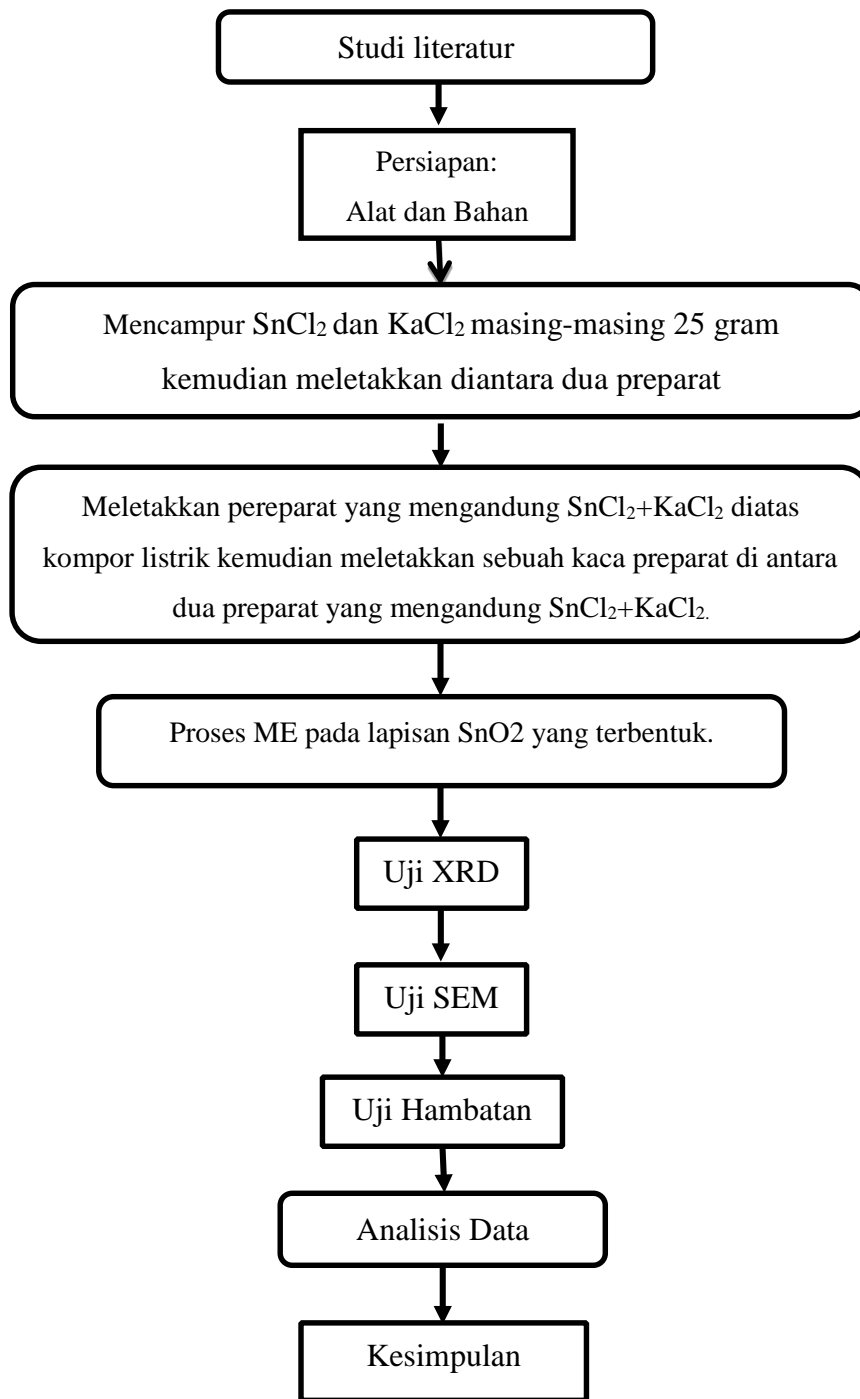 Studi literatur
Persiapan:
Alat dan Bahan
Mencampur SnCl₂ dan KaCl₂ masing-masing 25 gram
kemudian meletakkan diantara dua preparat
Meletakkan pereparat yang mengandung SnCl₂+KaCl₂ diatas
kompor listrik kemudian meletakkan sebuah kaca preparat di antara
dua preparat yang mengandung SnCl₂+KaCl₂.
Proses ME pada lapisan SnO2 yang terbentuk.
Uji XRD
Uji SEM
Uji Hambatan
Analisis Data
Kesimpulan